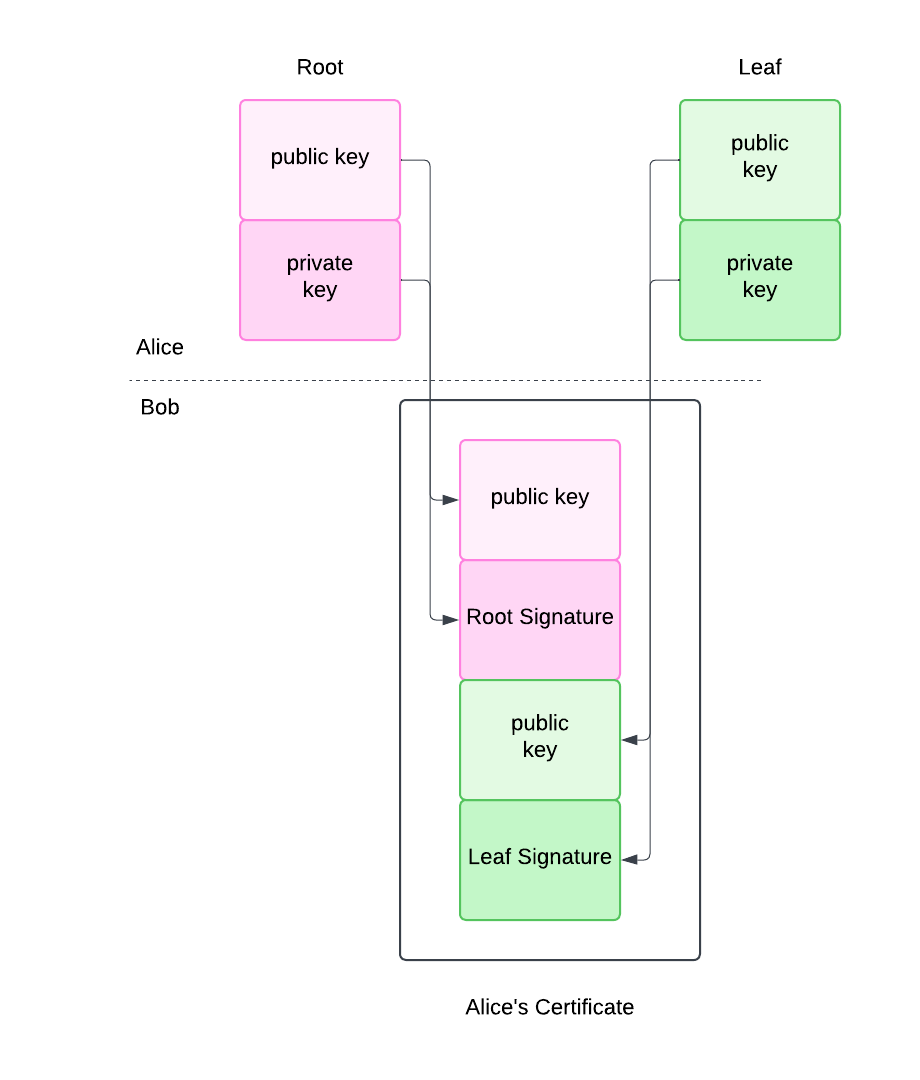 Root
Leaf
public key
public
key
private
key
private
key
Alice
Bob
public key
Root Signature
public
key
Leaf Signature
Alice's Certificate